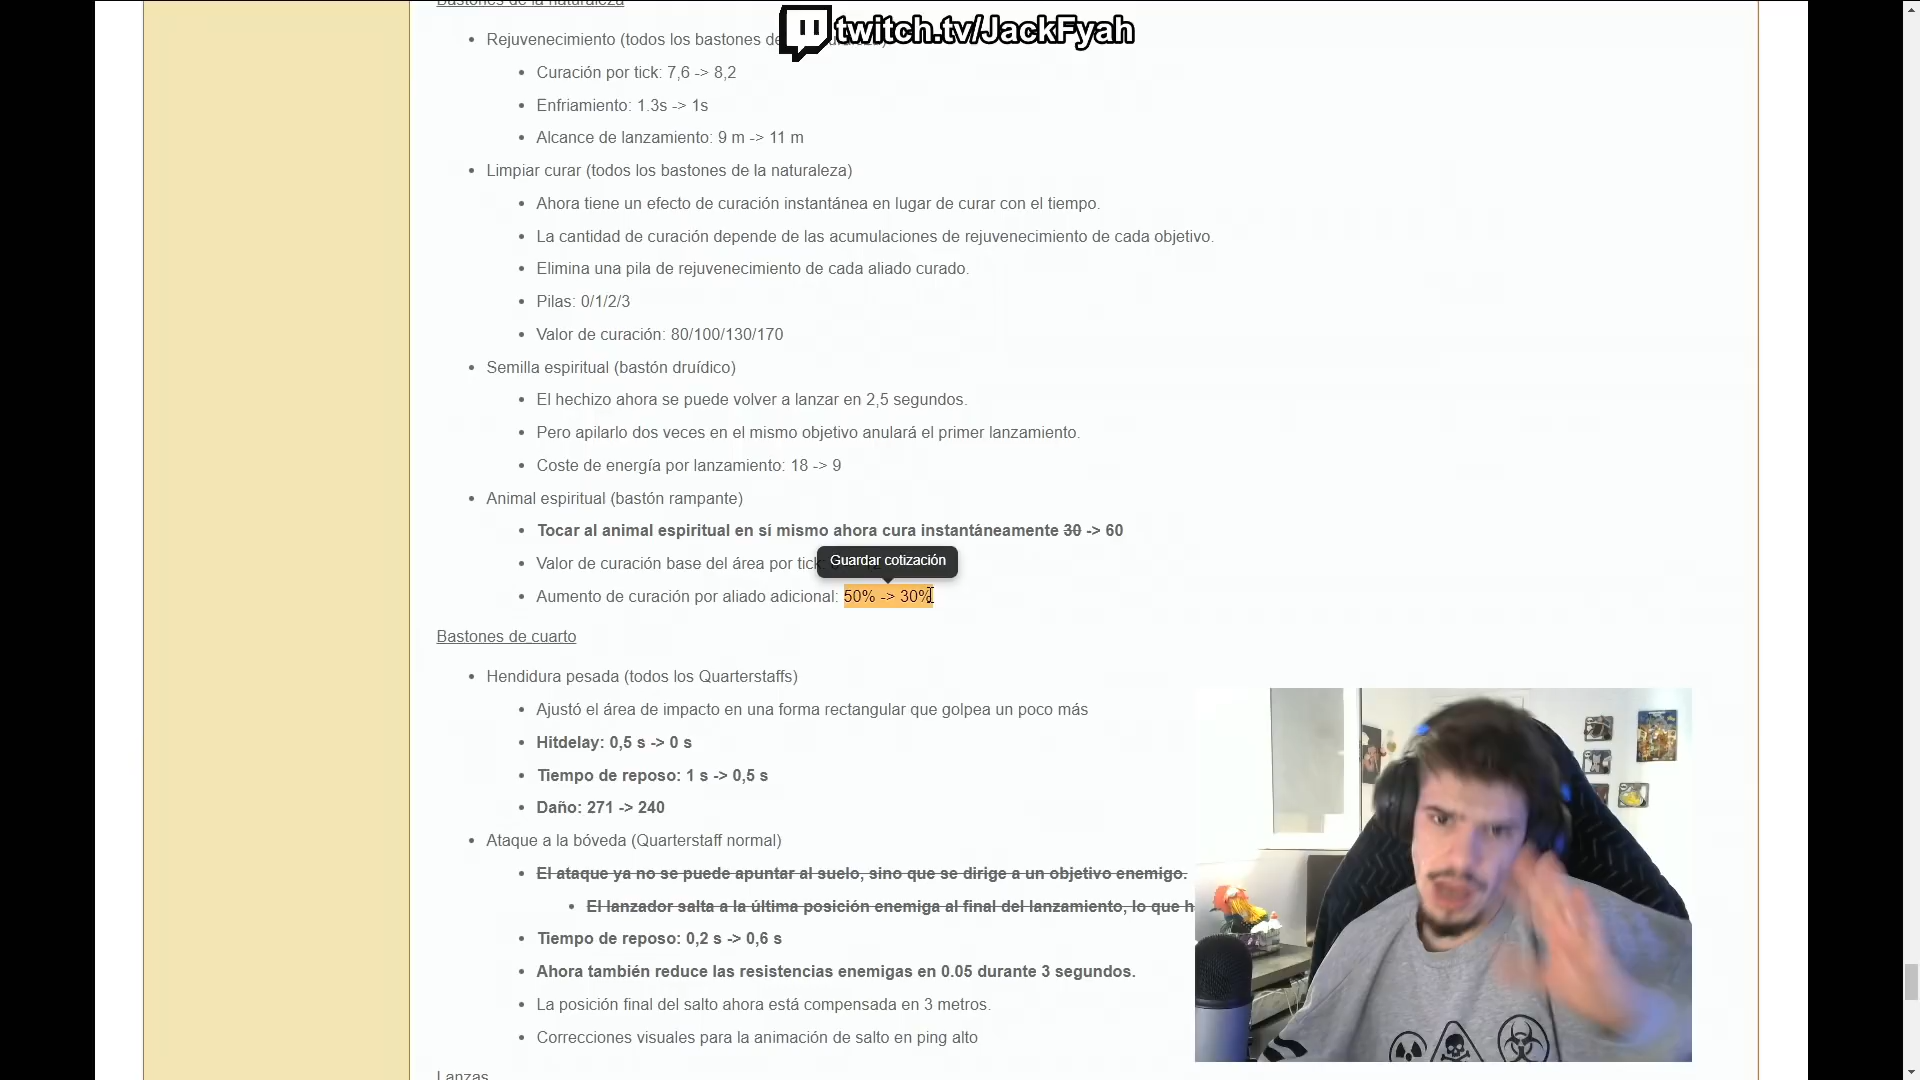 Bastones de la naturaleza
twitch.tv/JackFyah
Rejuvenecimiento (todos los bastones de
Curación por tick: 7,6 -> 8,2
Enfriamiento: 1.3s -> 1s
Alcance de lanzamiento: 9 m -> 11 m
Limpiar curar (todos los bastones de la naturaleza)
Ahora tiene un efecto de curación instantánea en lugar de curar con el tiempo.
La cantidad de curación depende de las acumulaciones de rejuvenecimiento de cada objetivo.
Elimina una pila de rejuvenecimiento de cada aliado curado.
Pilas: 0/1/2/3
Valor de curación: 80/100/130/170
Semilla espiritual (bastón druídico)
El hechizo ahora se puede volver a lanzar en 2,5 segundos.
Pero apilarlo dos veces en el mismo objetivo anulará el primer lanzamiento.
Coste de energía por lanzamiento: 18 -> 9
Animal espiritual (bastón rampante)
Tocar al animal espiritual en sí mismo ahora cura instantáneamente 30 -> 60
Guardar cotización
Valor de curación base del área por tick:
Aumento de curación por aliado adicional: 50% -> 30%
Bastones de cuarto
Hendidura pesada (todos los Quarterstaffs)
Ajustó el área de impacto en una forma rectangular que golpea un poco más
Hitdelay: 0,5 s -> 0 s
Tiempo de reposo: 1 s -> 0,5 s
Daño: 271 -> 240
Ataque a la bóveda (Quarterstaff normal)
El ataque ya no se puede apuntar al suelo, sino que se dirige a un objetivo enemigo.
El lanzador salta a la última posición enemiga al final del lanzamiento, lo que h
Tiempo de reposo: 0,2 s -> 0,6 s
Ahora también reduce las resistencias enemigas en 0.05 durante 3 segundos.
La posición final del salto ahora está compensada en 3 metros.
Correcciones visuales para la animación de salto en ping alto
Lanzas